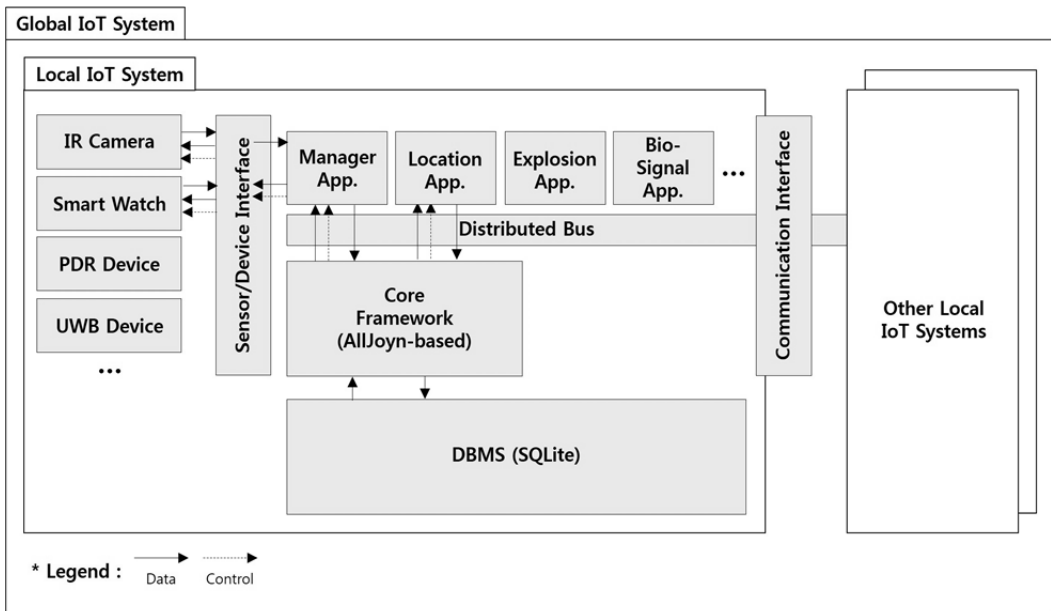 Global IoT System
Local IoT System
IR Camera
Smart Watch
PDR Device
UWB Device
...
Sensor/Device Interface
Manager
App.
Location
App.
Explosion
App.
Bio-
Signal
App.
...
Distributed Bus
Core
Framework
(AllJoyn-based)
DBMS (SQLite)
Communication Interface
Other Local
IoT Systems
* Legend :
Data
Control